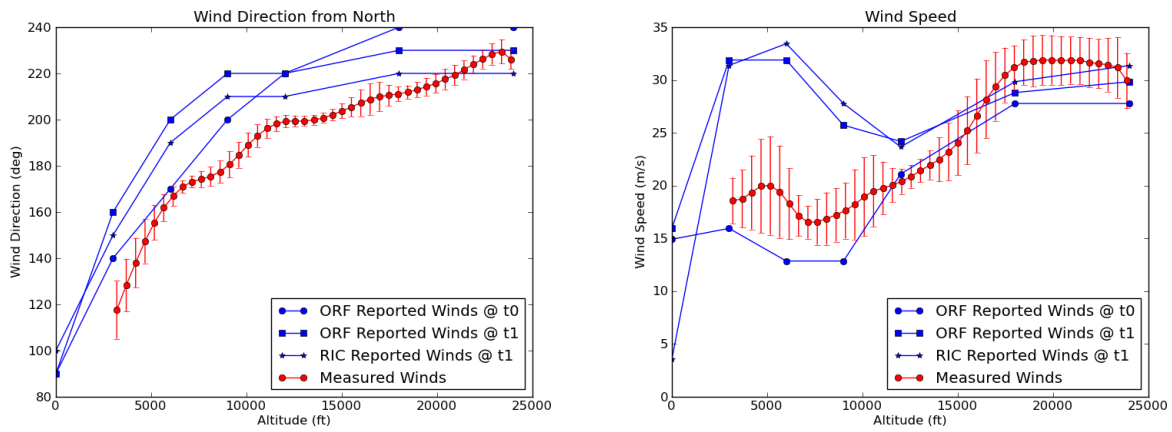 Wind Direction from North
240
220
200
180
160
140
120
100
80
Wind Direction (deg)
ORF Reported Winds @ t0
ORF Reported Winds @ t1
RIC Reported Winds @ t1
Measured Winds
0 5000 10000 15000 20000 25000
Altitude (ft)
Wind Speed
35
30
25
20
15
10
5
0
Wind Speed (m/s)
ORF Reported Winds @ t0
ORF Reported Winds @ t1
RIC Reported Winds @ t1
Measured Winds
0 5000 10000 15000 20000 25000
Altitude (ft)